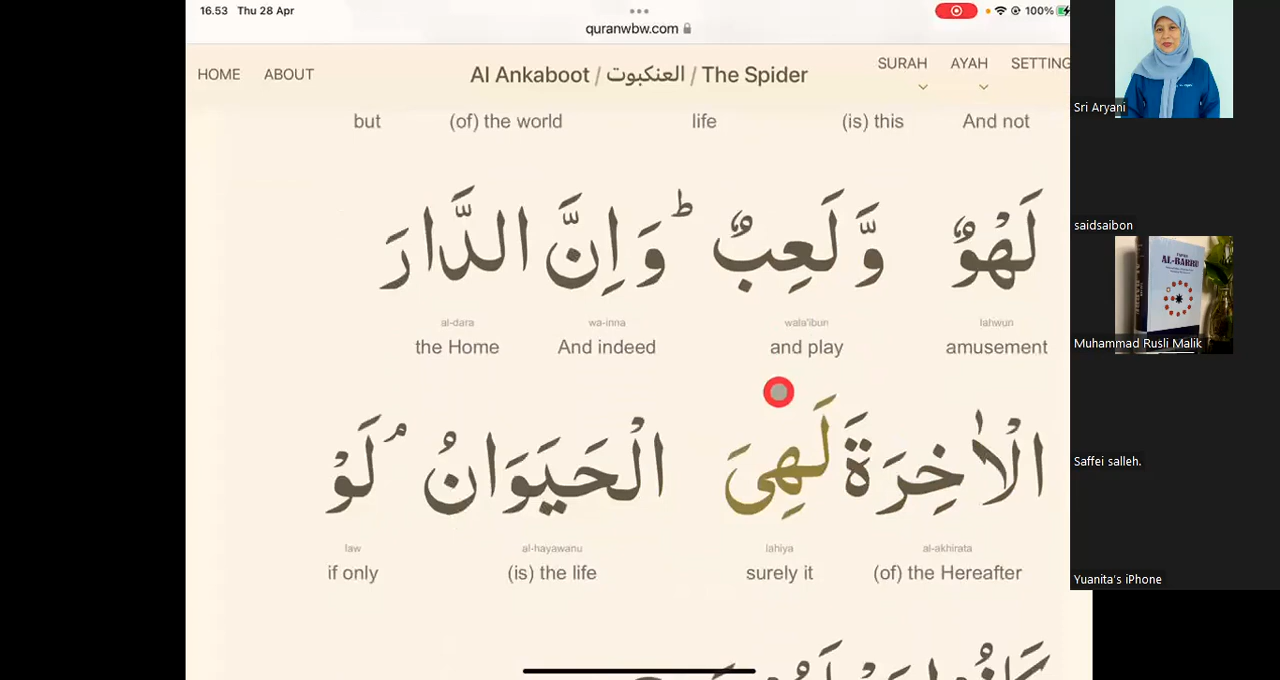 16.53 Thu 28 Apr
100%
quranwbw.com
HOME ABOUT
Al Ankaboot / العنكبوت / The Spider
SURAH AYAH SETTING
but (of) the world life (is) this And not
لَهْوٌ وَّلَعِبٌ ؕ وَاِنَّ الدَّارَ
al-dara wa-inna wala'ibun lahwun
the Home And indeed and play amusement
الْاٰخِرَةَ لَهِىَ الْحَيَوَانُ ۘ لَوْ
law al-hayawanu lahiya al-akhirata
if only (is) the life surely it (of) the Hereafter
Sri Aryani
saidsaibon
AL-BARRU
Muhammad Rusli Malik
Saffei salleh.
Yuanita's iPhone